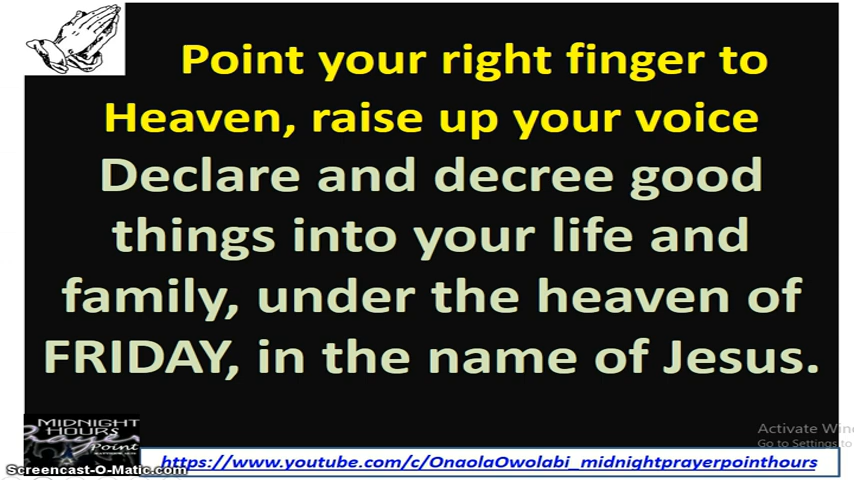 Point your right finger to
Heaven, raise up your voice
Declare and decree good
things into your life and
family, under the heaven of
FRIDAY, in the name of Jesus.
MIDNIGHT
HOURS
Prayer
Point
Activate Win
Go to Settings to
https://www.youtube.com/c/OnaolaOwolabi_midnightprayerpointhours
Screencast-O-Matic.com